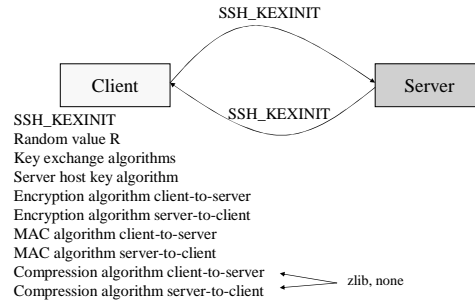 SSH_KEXINIT
Client
Server
SSH_KEXINIT
SSH_KEXINIT
Random value R
Key exchange algorithms
Server host key algorithm
Encryption algorithm client-to-server
Encryption algorithm server-to-client
MAC algorithm client-to-server
MAC algorithm server-to-client
Compression algorithm client-to-server
zlib, none
Compression algorithm server-to-client